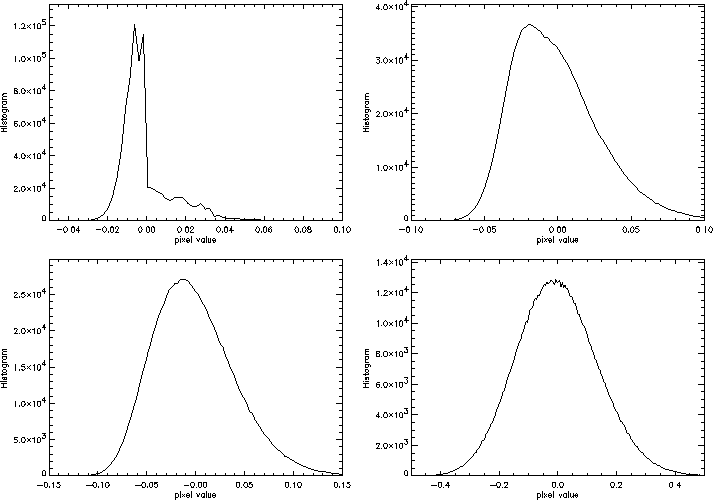 Histogram
1.2×10⁵
1.0×10⁵
8.0×10⁴
6.0×10⁴
4.0×10⁴
2.0×10⁴
0
−0.04 −0.02 0.00 0.02 0.04 0.06 0.08 0.10
pixel value
Histogram
4.0×10⁴
3.0×10⁴
2.0×10⁴
1.0×10⁴
0
−0.10 −0.05 0.00 0.05 0.10
pixel value
Histogram
2.5×10⁴
2.0×10⁴
1.5×10⁴
1.0×10⁴
5.0×10³
0
−0.15 −0.10 −0.05 −0.00 0.05 0.10 0.15
pixel value
Histogram
1.4×10⁴
1.2×10⁴
1.0×10⁴
8.0×10³
6.0×10³
4.0×10³
2.0×10³
0
−0.4 −0.2 0.0 0.2 0.4
pixel value